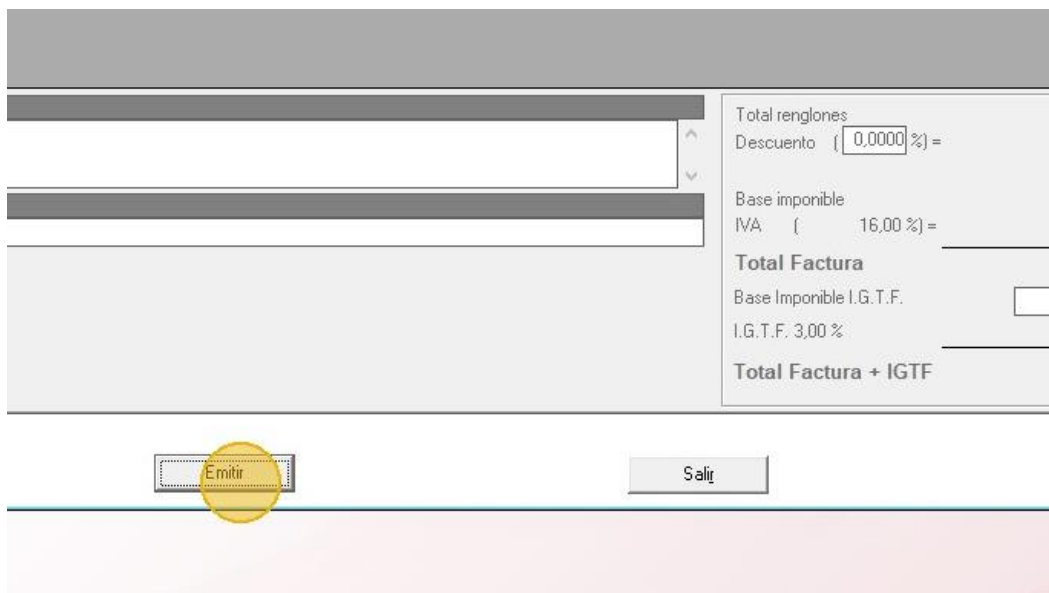 Total renglones
Descuento ( 0,0000 %) =
Base imponible
IVA ( 16,00 %) =
Total Factura
Base Imponible I.G.T.F.
I.G.T.F. 3,00 %
Total Factura + IGTF
Emitir
Salir